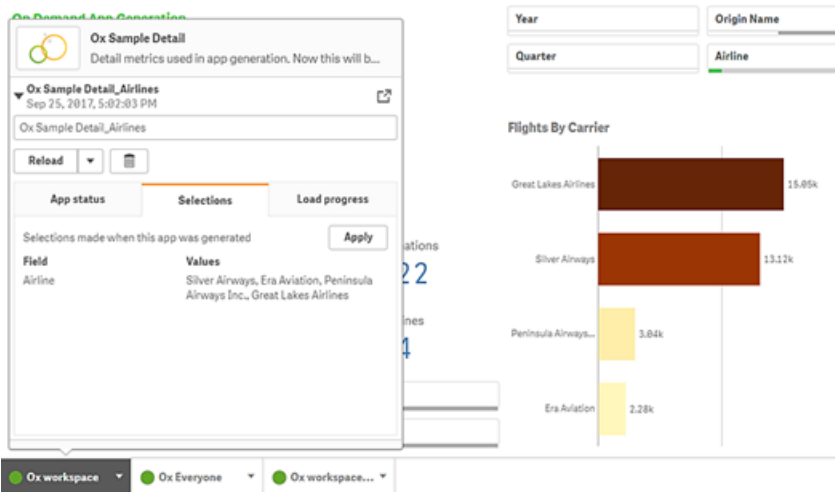 On Demand App Generation
Ox Sample Detail
Detail metrics used in app generation. Now this will b...
Ox Sample Detail_Airlines
Sep 25, 2017, 5:02:03 PM
Ox Sample Detail_Airlines
Reload
App status
Selections
Load progress
Selections made when this app was generated
Apply
Field
Values
Airline
Silver Airways, Era Aviation, Peninsula
Airways Inc., Great Lakes Airlines
ations
22
ines
4
Year
Origin Name
Quarter
Airline
Flights By Carrier
Great Lakes Airlines
15.05k
Silver Airways
13.12k
Peninsula Airways...
3.04k
Era Aviation
2.28k
Ox workspace
Ox Everyone
Ox workspace...